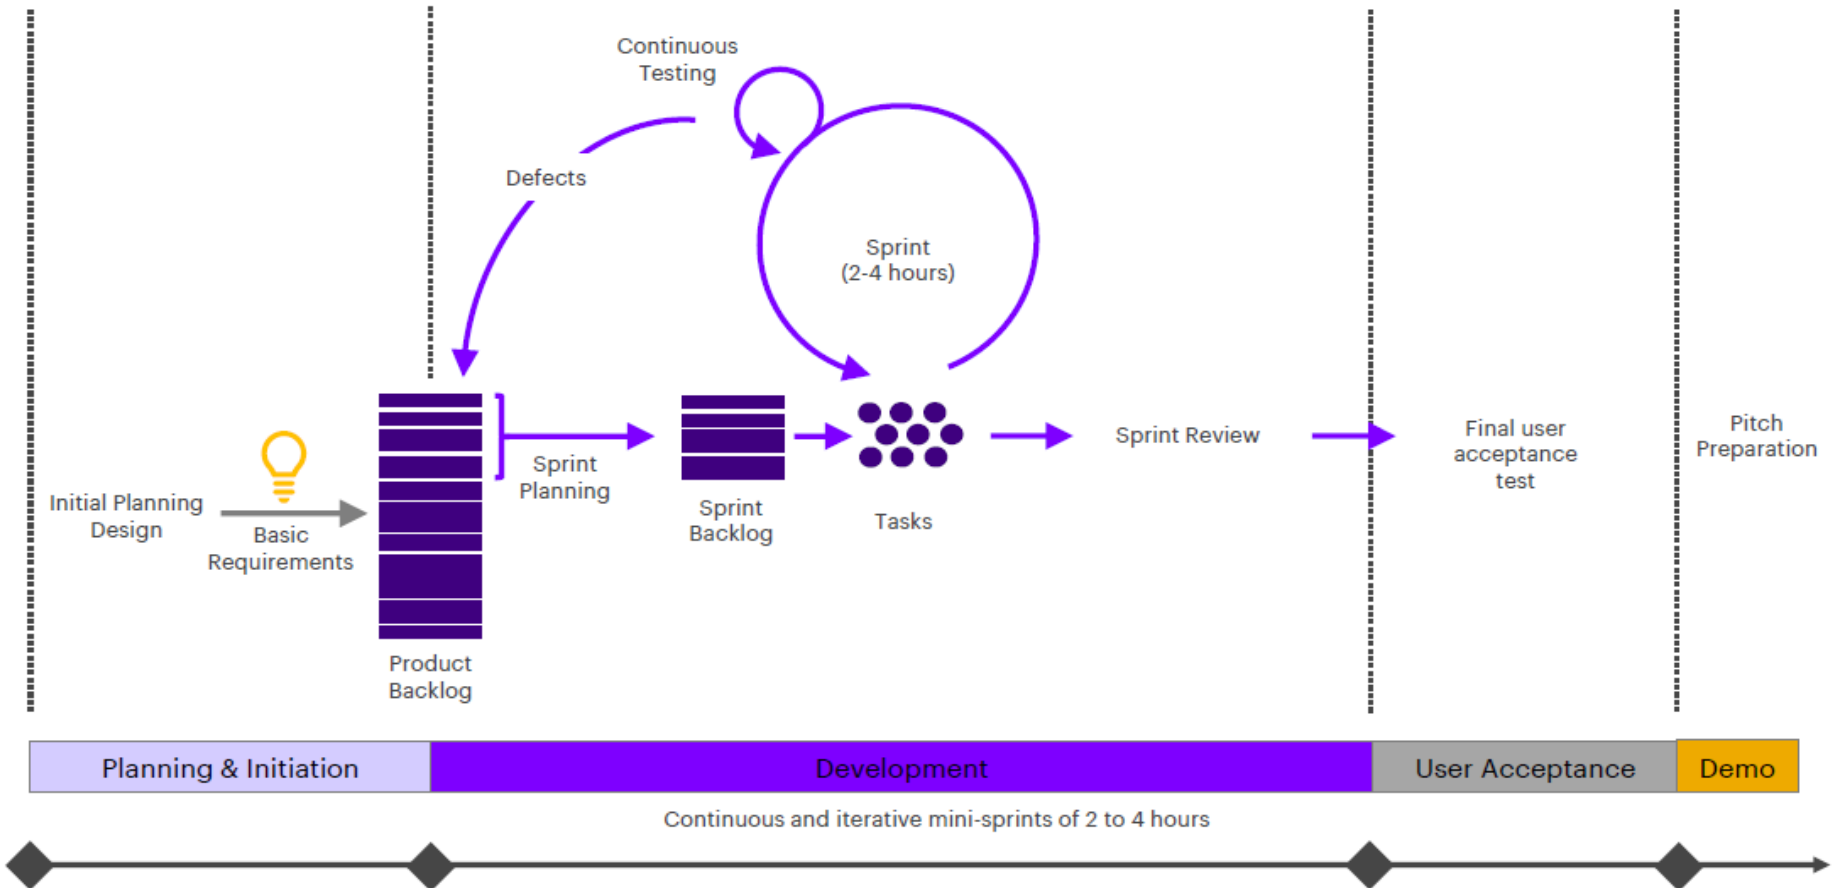 Continuous
Testing
Defects
Sprint
(2-4 hours)
Initial Planning
Design
Basic
Requirements
Product
Backlog
Sprint
Planning
Sprint
Backlog
Tasks
Sprint Review
Final user
acceptance
test
Pitch
Preparation
Planning & Initiation
Development
User Acceptance
Demo
Continuous and iterative mini-sprints of 2 to 4 hours